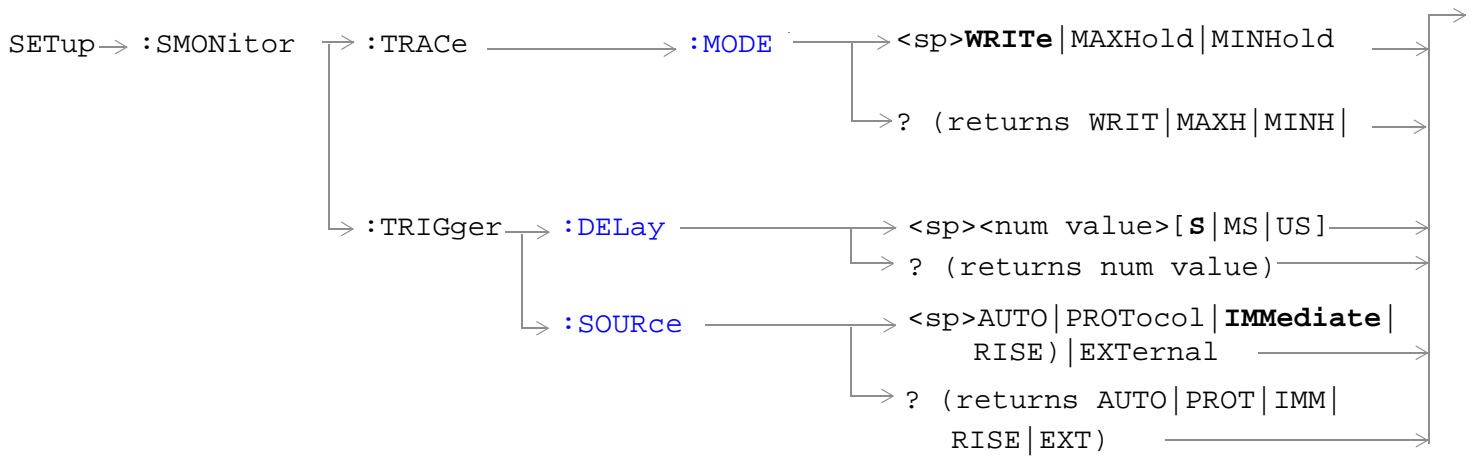 SETup :SMONitor :TRACe :MODE <sp>WRITe|MAXHold|MINHold
? (returns WRIT|MAXH|MINH|
:TRIGger :DELay <sp><num value>[S|MS|US]
? (returns num value)
:SOURce <sp>AUTO|PROTocol|IMMediate|
RISE)|EXTernal
? (returns AUTO|PROT|IMM|
RISE|EXT)